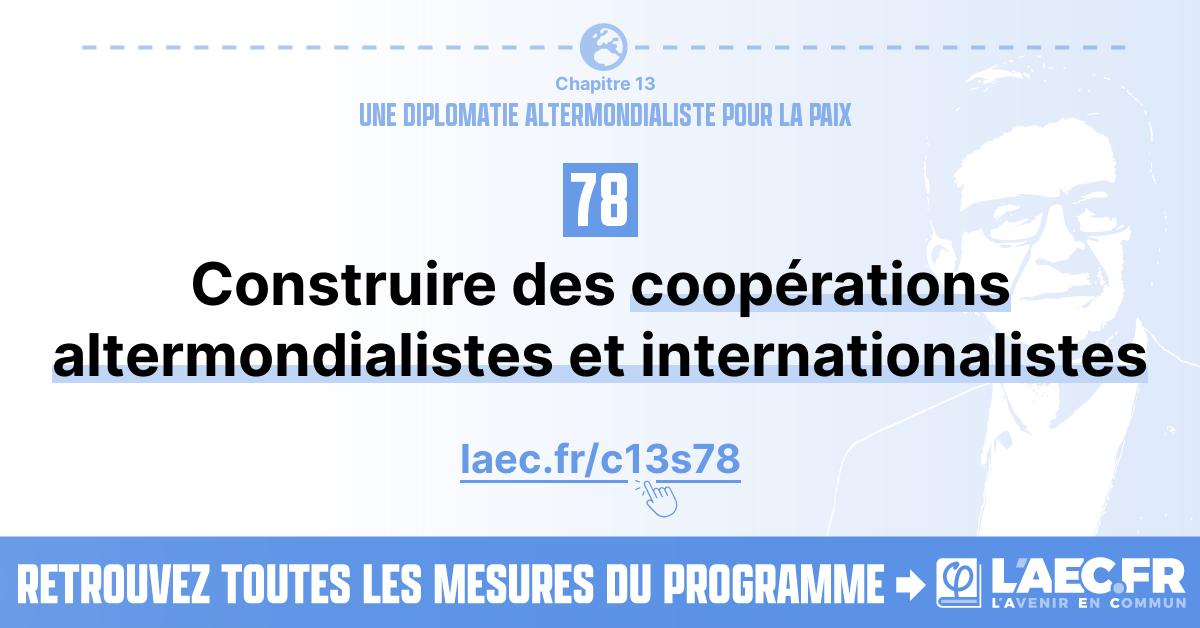 Chapitre 13
UNE DIPLOMATIE ALTERMONDIALISTE POUR LA PAIX
78
Construire des coopérations
altermondialistes et internationalistes
laec.fr/c13s78
RETROUVEZ TOUTES LES MESURES DU PROGRAMME
φ
L'AEC.FR
L'AVENIR EN COMMUN